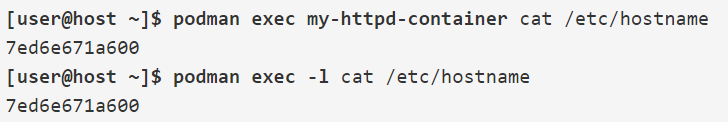 [user@host ~]$ podman exec my-httpd-container cat /etc/hostname
7ed6e671a600
[user@host ~]$ podman exec -l cat /etc/hostname
7ed6e671a600